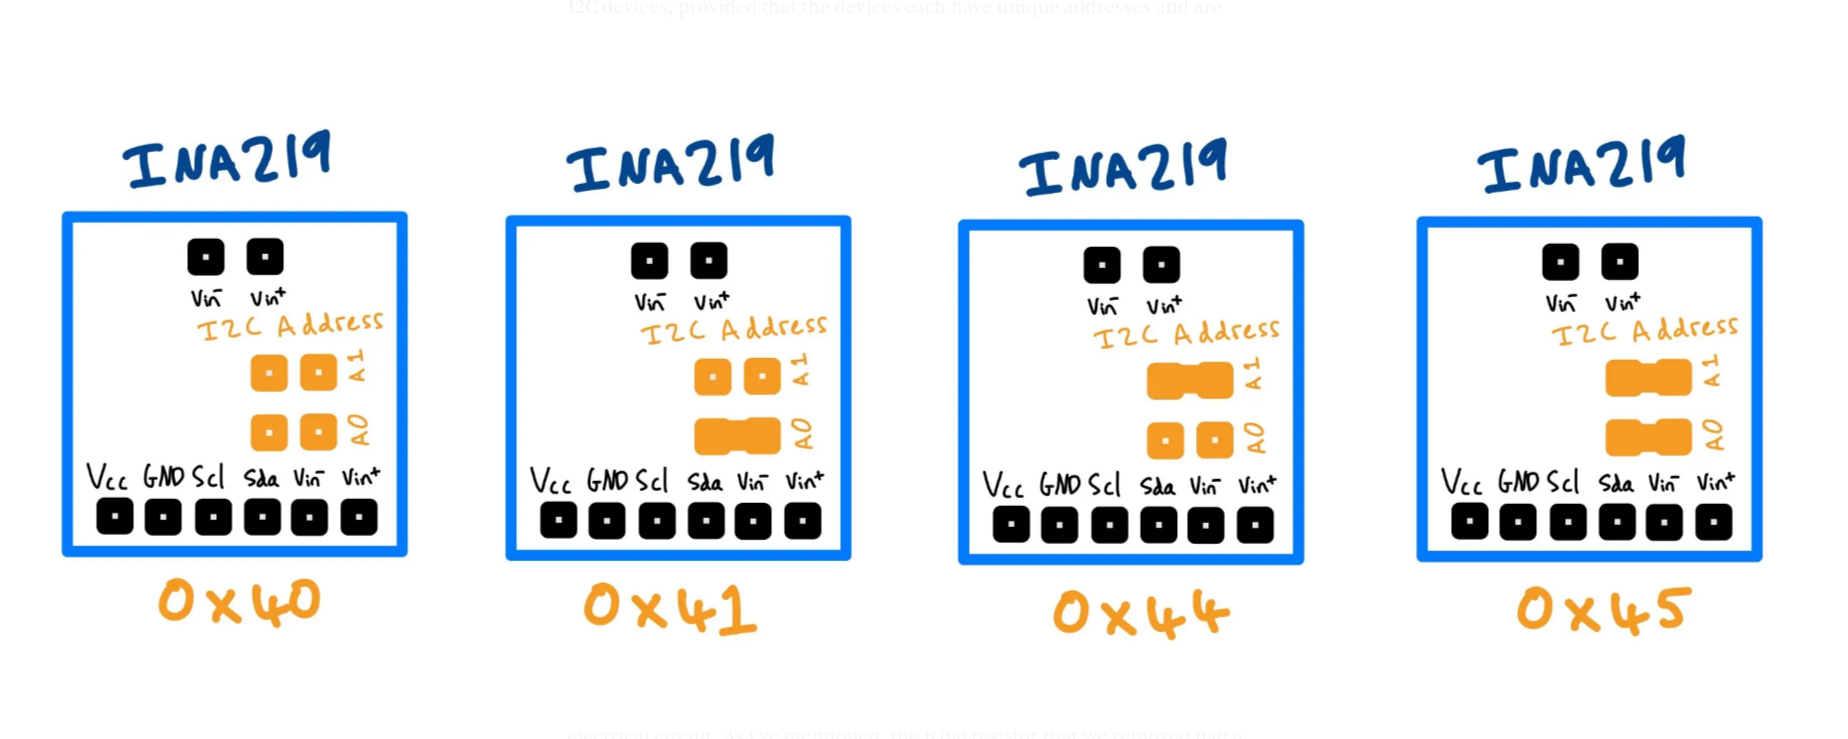 I2C devices, provided that the devices each have unique addresses and are
INA219
Vin- Vin+
I2C Address
A1
A0
Vcc GND Scl Sda Vin- Vin+
0x40
INA219
Vin- Vin+
I2C Address
A1
A0
Vcc GND Scl Sda Vin- Vin+
0x41
INA219
Vin- Vin+
I2C Address
A1
A0
Vcc GND Scl Sda Vin- Vin+
0x44
INA219
Vin- Vin+
I2C Address
A1
A0
Vcc GND Scl Sda Vin- Vin+
0x45
electrical circuit. As I've mentioned, the R100 resistor that we removed had a